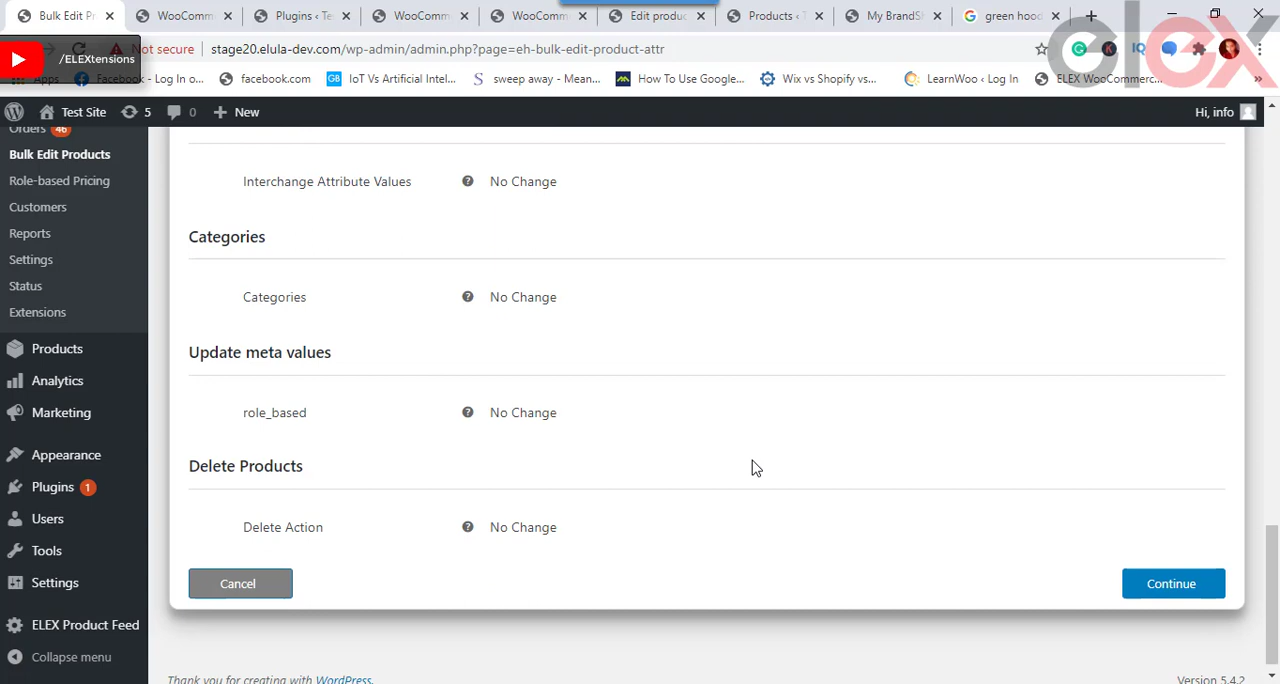 Bulk Edit Pr
WooComm
Plugins ‹ Te
WooComm
WooComm
Edit produc
Products ‹ T
My BrandS
green hood
elex
/ELEXtensions
Not secure
stage20.elula-dev.com/wp-admin/admin.php?page=eh-bulk-edit-product-attr
Apps
Facebook - Log In o...
facebook.com
GB IoT Vs Artificial Intel...
sweep away - Mean...
How To Use Google...
Wix vs Shopify vs...
LearnWoo ‹ Log In
ELEX WooCommerc...
Test Site
5
0
New
Hi, info
Orders 46
Bulk Edit Products
Role-based Pricing
Customers
Reports
Settings
Status
Extensions
Products
Analytics
Marketing
Appearance
Plugins 1
Users
Tools
Settings
ELEX Product Feed
Collapse menu
Interchange Attribute Values
No Change
Categories
Categories
No Change
Update meta values
role_based
No Change
Delete Products
Delete Action
No Change
Cancel
Continue
Thank you for creating with WordPress.
Version 5.4.2